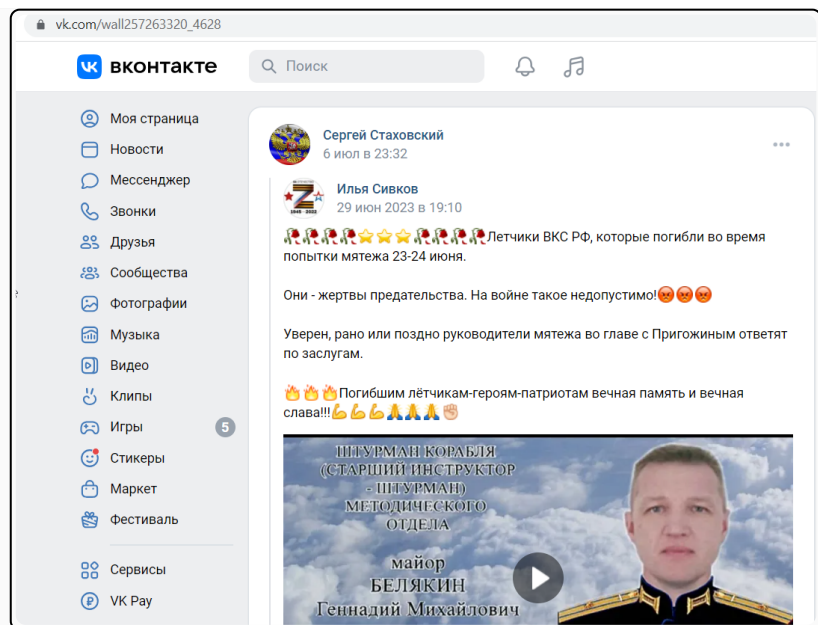 vk.com/wall257263320_4628
вконтакте
Поиск
Моя страница
Новости
Мессенджер
Звонки
Друзья
Сообщества
Фотографии
Музыка
Видео
Клипы
Игры
5
Стикеры
Маркет
Фестиваль
Сервисы
VK Pay
Сергей Стаховский
6 июл в 23:32
Илья Сивков
29 июн 2023 в 19:10
🥀🥀🥀🥀⭐⭐⭐🥀🥀🥀🥀Летчики ВКС РФ, которые погибли во время
попытки мятежа 23-24 июня.
Они - жертвы предательства. На войне такое недопустимо!😡😡😡
Уверен, рано или поздно руководители мятежа во главе с Пригожиным ответят
по заслугам.
🔥🔥🔥Погибшим лётчикам-героям-патриотам вечная память и вечная
слава!!!💪💪💪🙏🙏🙏✊
ШТУРМАН КОРАБЛЯ
(СТАРШИЙ ИНСТРУКТОР
- ШТУРМАН)
МЕТОДИЧЕСКОГО
ОТДЕЛА
майор
БЕЛЯКИН
Геннадий Михайлович